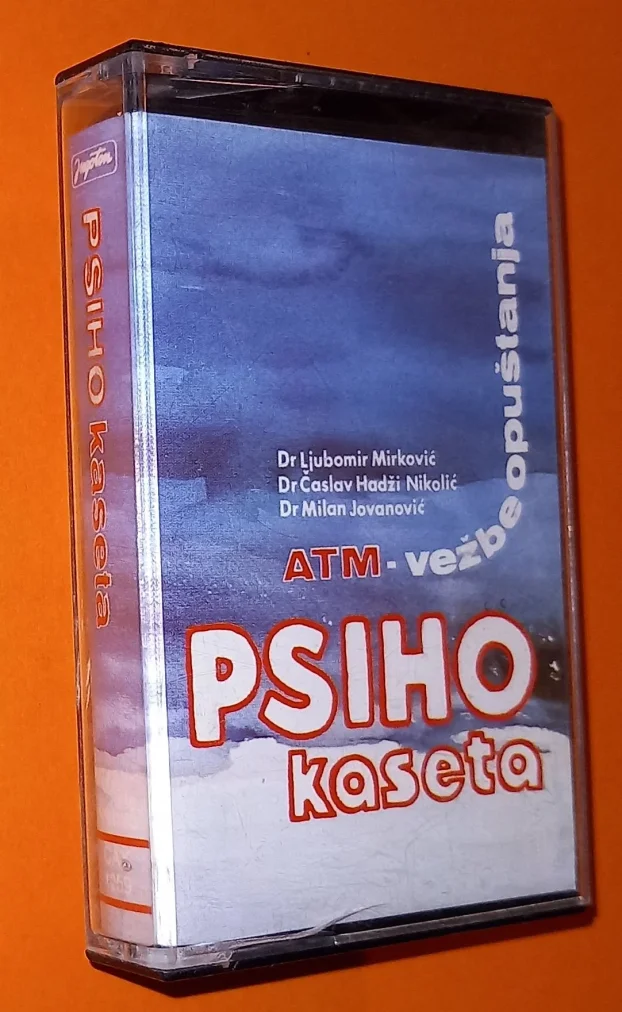 Jugoton
PSIHO kaseta
Dr Ljubomir Mirković
Dr Časlav Hadži Nikolić
Dr Milan Jovanović
ATM - vežbe opuštanja
PSIHO
kaseta